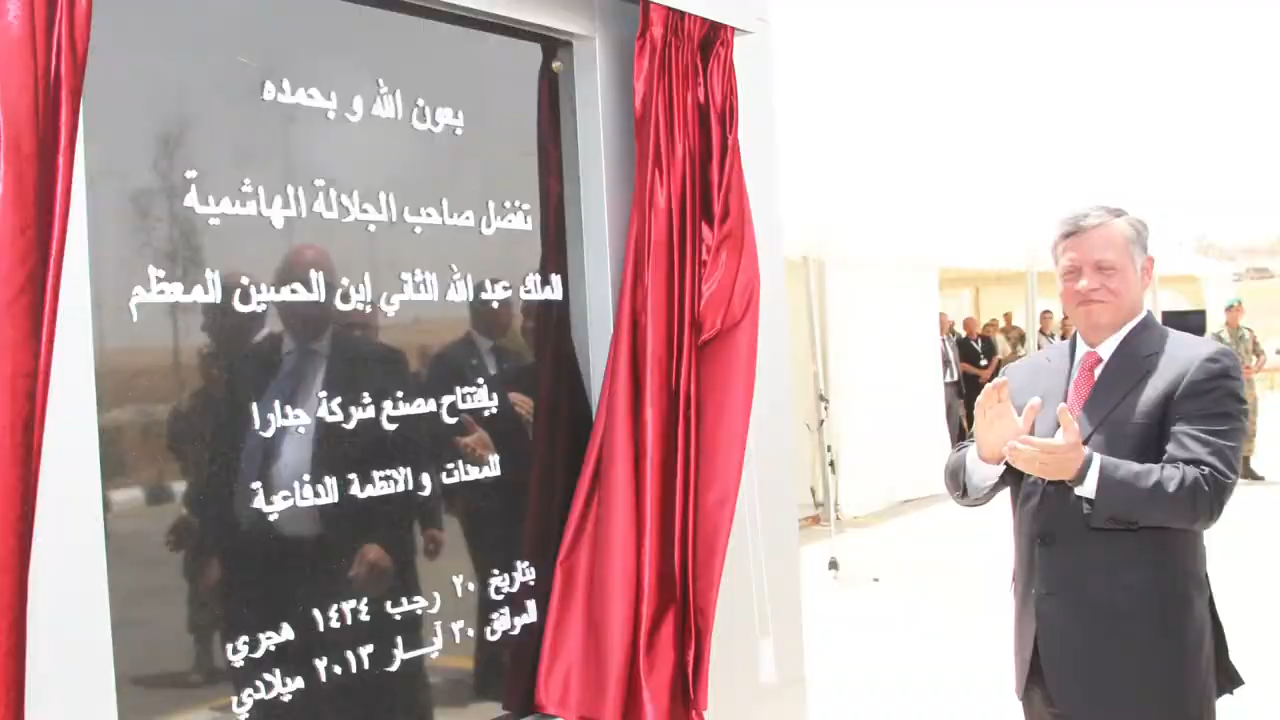 بعون الله و بحمده
تفضل صاحب الجلالة الهاشمية
الملك عبد الله الثاني إبن الحسين المعظم
بإفتتاح مصنع شركة جدارا
للمعدات و الانظمة الدفاعية
بتاريخ ٢٠ رجب ١٤٣٤ هجري
الموافق ٣٠ آيــار ٢٠١٣ ميلادي